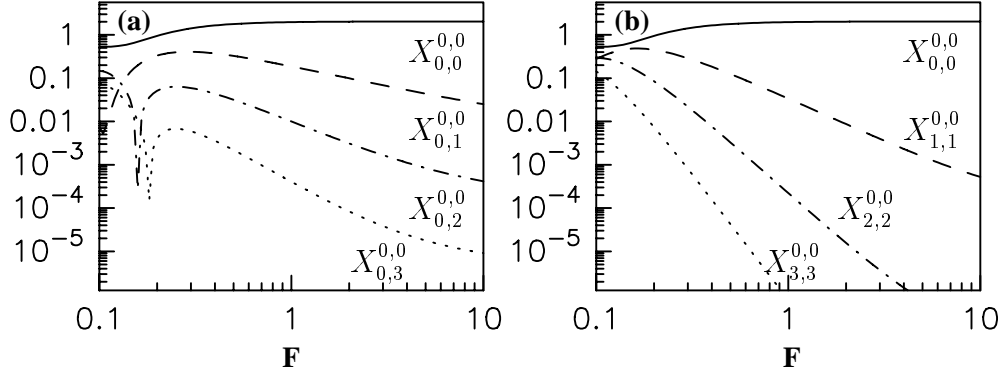 (a)
1
0.1
0.01
10^{-3}
10^{-4}
10^{-5}
X_{0,0}^{0,0}
X_{0,1}^{0,0}
X_{0,2}^{0,0}
X_{0,3}^{0,0}
0.1 1 10
F
(b)
1
0.1
0.01
10^{-3}
10^{-4}
10^{-5}
X_{0,0}^{0,0}
X_{1,1}^{0,0}
X_{2,2}^{0,0}
X_{3,3}^{0,0}
0.1 1 10
F